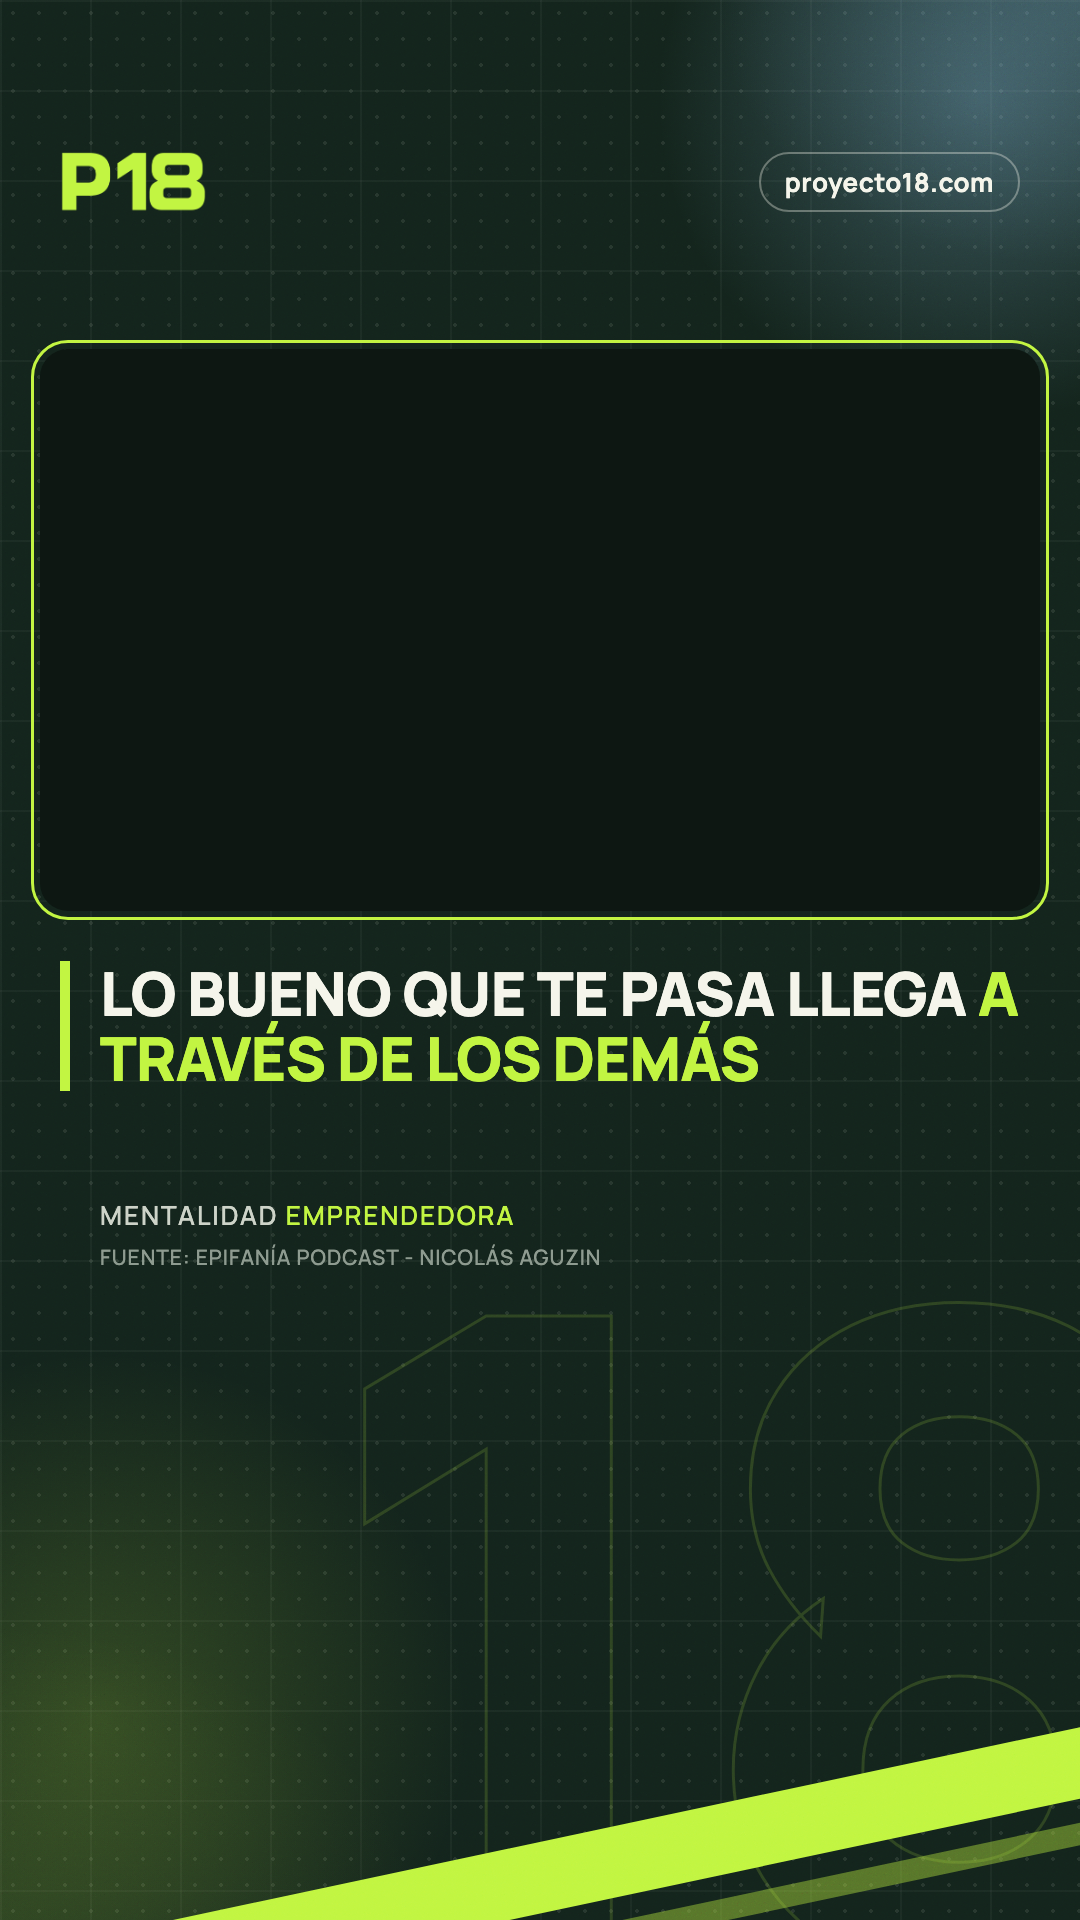 P18
proyecto18.com
LO BUENO QUE TE PASA LLEGA A
TRAVÉS DE LOS DEMÁS
MENTALIDAD EMPRENDEDORA
FUENTE: EPIFANÍA PODCAST - NICOLÁS AGUZIN
18